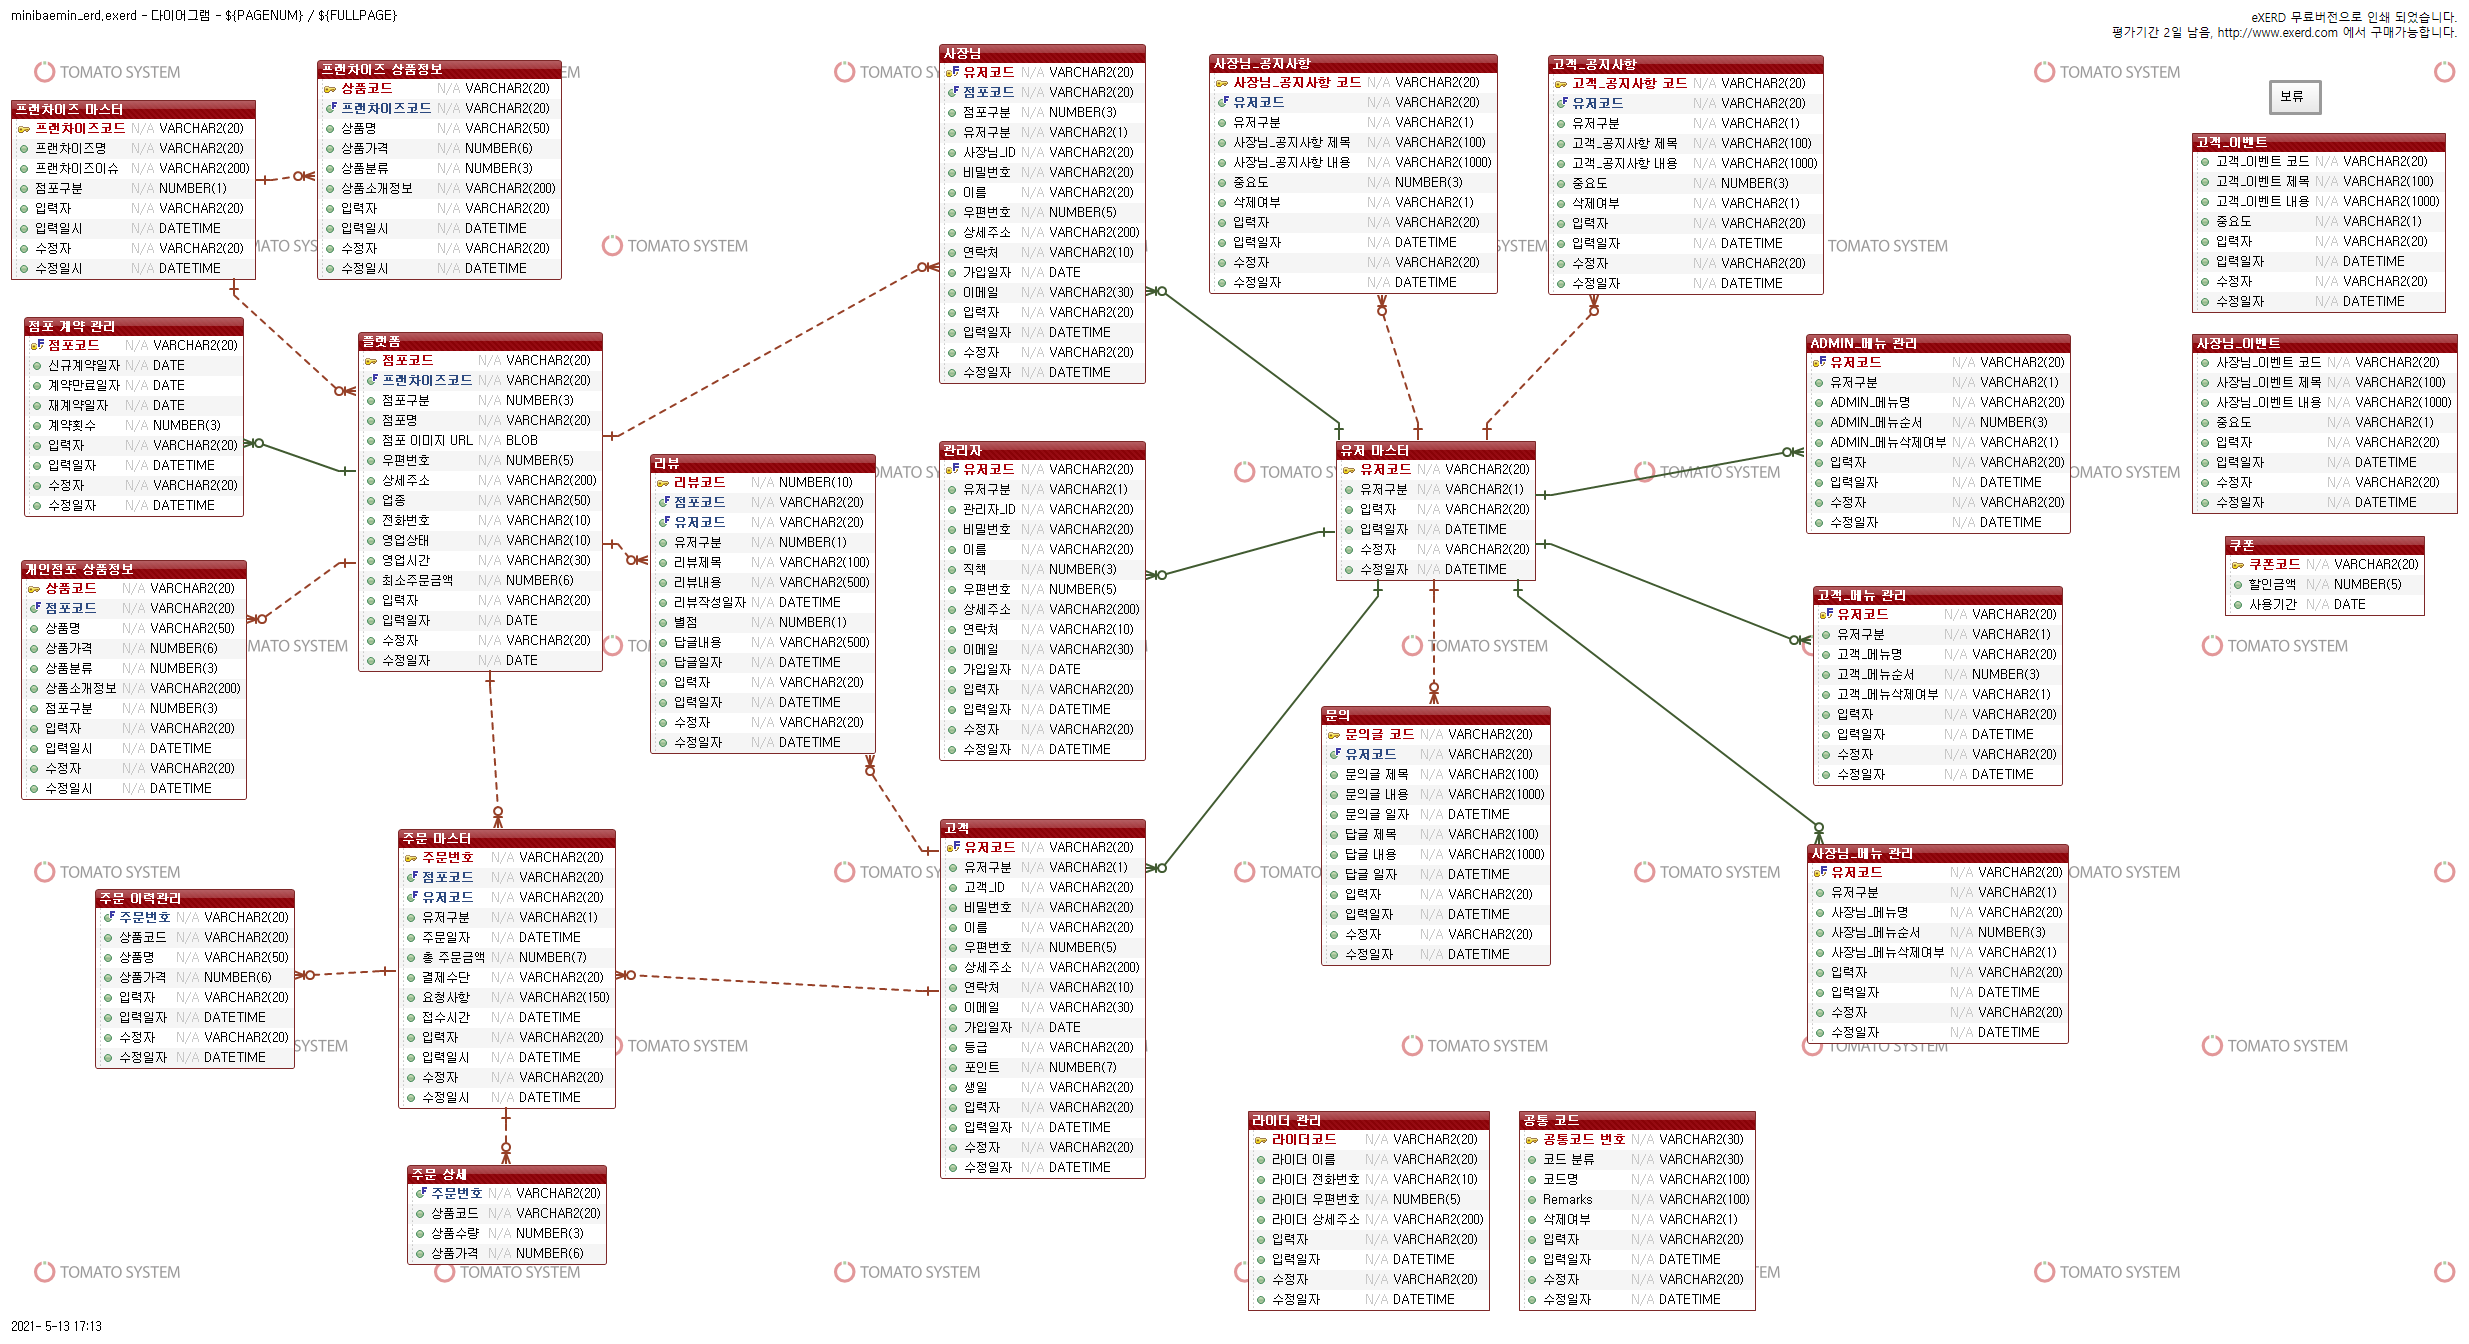 minibaemin_erd.exerd - 다이어그램 - ${PAGENUM} / ${FULLPAGE}
eXERD 무료버전으로 인쇄 되었습니다.
평가기간 2일 남음, http://www.exerd.com 에서 구매가능합니다.
프랜차이즈 마스터
프랜차이즈코드 N/A VARCHAR2(20)
프랜차이즈명 N/A VARCHAR2(20)
프랜차이즈이슈 N/A VARCHAR2(200)
점포구분 N/A NUMBER(1)
입력자 N/A VARCHAR2(20)
입력일시 N/A DATETIME
수정자 N/A VARCHAR2(20)
수정일시 N/A DATETIME
프랜차이즈 상품정보
상품코드 N/A VARCHAR2(20)
프랜차이즈코드 N/A VARCHAR2(20)
상품명 N/A VARCHAR2(50)
상품가격 N/A NUMBER(6)
상품분류 N/A NUMBER(3)
상품소개정보 N/A VARCHAR2(200)
입력자 N/A VARCHAR2(20)
입력일시 N/A DATETIME
수정자 N/A VARCHAR2(20)
수정일시 N/A DATETIME
사장님
유저코드 N/A VARCHAR2(20)
점포코드 N/A VARCHAR2(20)
점포구분 N/A NUMBER(3)
유저구분 N/A VARCHAR2(1)
사장님_ID N/A VARCHAR2(20)
비밀번호 N/A VARCHAR2(20)
이름 N/A VARCHAR2(20)
우편번호 N/A NUMBER(5)
상세주소 N/A VARCHAR2(200)
연락처 N/A VARCHAR2(10)
가입일자 N/A DATE
이메일 N/A VARCHAR2(30)
입력자 N/A VARCHAR2(20)
입력일자 N/A DATETIME
수정자 N/A VARCHAR2(20)
수정일자 N/A DATETIME
사장님_공지사항
사장님_공지사항 코드 N/A VARCHAR2(20)
유저코드 N/A VARCHAR2(20)
유저구분 N/A VARCHAR2(1)
사장님_공지사항 제목 N/A VARCHAR2(100)
사장님_공지사항 내용 N/A VARCHAR2(1000)
중요도 N/A NUMBER(3)
삭제여부 N/A VARCHAR2(1)
입력자 N/A VARCHAR2(20)
입력일자 N/A DATETIME
수정자 N/A VARCHAR2(20)
수정일자 N/A DATETIME
고객_공지사항
고객_공지사항 코드 N/A VARCHAR2(20)
유저코드 N/A VARCHAR2(20)
유저구분 N/A VARCHAR2(1)
고객_공지사항 제목 N/A VARCHAR2(100)
고객_공지사항 내용 N/A VARCHAR2(1000)
중요도 N/A NUMBER(3)
삭제여부 N/A VARCHAR2(1)
입력자 N/A VARCHAR2(20)
입력일자 N/A DATETIME
수정자 N/A VARCHAR2(20)
수정일자 N/A DATETIME
보류
고객_이벤트
고객_이벤트 코드 N/A VARCHAR2(20)
고객_이벤트 제목 N/A VARCHAR2(100)
고객_이벤트 내용 N/A VARCHAR2(1000)
중요도 N/A VARCHAR2(1)
입력자 N/A VARCHAR2(20)
입력일자 N/A DATETIME
수정자 N/A VARCHAR2(20)
수정일자 N/A DATETIME
점포 계약 관리
점포코드 N/A VARCHAR2(20)
신규계약일자 N/A DATE
계약만료일자 N/A DATE
재계약일자 N/A DATE
계약횟수 N/A NUMBER(3)
입력자 N/A VARCHAR2(20)
입력일자 N/A DATETIME
수정자 N/A VARCHAR2(20)
수정일자 N/A DATETIME
플랫폼
점포코드 N/A VARCHAR2(20)
프랜차이즈코드 N/A VARCHAR2(20)
점포구분 N/A NUMBER(3)
점포명 N/A VARCHAR2(20)
점포 이미지 URL N/A BLOB
우편번호 N/A NUMBER(5)
상세주소 N/A VARCHAR2(200)
업종 N/A VARCHAR2(50)
전화번호 N/A VARCHAR2(10)
영업상태 N/A VARCHAR2(10)
영업시간 N/A VARCHAR2(30)
최소주문금액 N/A NUMBER(6)
입력자 N/A VARCHAR2(20)
입력일자 N/A DATE
수정자 N/A VARCHAR2(20)
수정일자 N/A DATE
리뷰
리뷰코드 N/A NUMBER(10)
점포코드 N/A VARCHAR2(20)
유저코드 N/A VARCHAR2(20)
유저구분 N/A NUMBER(1)
리뷰제목 N/A VARCHAR2(100)
리뷰내용 N/A VARCHAR2(500)
리뷰작성일자 N/A DATETIME
별점 N/A NUMBER(1)
답글내용 N/A VARCHAR2(500)
답글일자 N/A DATETIME
입력자 N/A VARCHAR2(20)
입력일자 N/A DATETIME
수정자 N/A VARCHAR2(20)
수정일자 N/A DATETIME
관리자
유저코드 N/A VARCHAR2(20)
유저구분 N/A VARCHAR2(1)
관리자_ID N/A VARCHAR2(20)
비밀번호 N/A VARCHAR2(20)
이름 N/A VARCHAR2(20)
직책 N/A NUMBER(3)
우편번호 N/A NUMBER(5)
상세주소 N/A VARCHAR2(200)
연락처 N/A VARCHAR2(10)
이메일 N/A VARCHAR2(30)
가입일자 N/A DATE
입력자 N/A VARCHAR2(20)
입력일자 N/A DATETIME
수정자 N/A VARCHAR2(20)
수정일자 N/A DATETIME
유저 마스터
유저코드 N/A VARCHAR2(20)
유저구분 N/A VARCHAR2(1)
입력자 N/A VARCHAR2(20)
입력일자 N/A DATETIME
수정자 N/A VARCHAR2(20)
수정일자 N/A DATETIME
ADMIN_메뉴 관리
유저코드 N/A VARCHAR2(20)
유저구분 N/A VARCHAR2(1)
ADMIN_메뉴명 N/A VARCHAR2(20)
ADMIN_메뉴순서 N/A NUMBER(3)
ADMIN_메뉴삭제여부 N/A VARCHAR2(1)
입력자 N/A VARCHAR2(20)
입력일자 N/A DATETIME
수정자 N/A VARCHAR2(20)
수정일자 N/A DATETIME
사장님_이벤트
사장님_이벤트 코드 N/A VARCHAR2(20)
사장님_이벤트 제목 N/A VARCHAR2(100)
사장님_이벤트 내용 N/A VARCHAR2(1000)
중요도 N/A VARCHAR2(1)
입력자 N/A VARCHAR2(20)
입력일자 N/A DATETIME
수정자 N/A VARCHAR2(20)
수정일자 N/A DATETIME
쿠폰
쿠폰코드 N/A VARCHAR2(20)
할인금액 N/A NUMBER(5)
사용기간 N/A DATE
개인점포 상품정보
상품코드 N/A VARCHAR2(20)
점포코드 N/A VARCHAR2(20)
상품명 N/A VARCHAR2(50)
상품가격 N/A NUMBER(6)
상품분류 N/A NUMBER(3)
상품소개정보 N/A VARCHAR2(200)
점포구분 N/A NUMBER(3)
입력자 N/A VARCHAR2(20)
입력일시 N/A DATETIME
수정자 N/A VARCHAR2(20)
수정일시 N/A DATETIME
고객_메뉴 관리
유저코드 N/A VARCHAR2(20)
유저구분 N/A VARCHAR2(1)
고객_메뉴명 N/A VARCHAR2(20)
고객_메뉴순서 N/A NUMBER(3)
고객_메뉴삭제여부 N/A VARCHAR2(1)
입력자 N/A VARCHAR2(20)
입력일자 N/A DATETIME
수정자 N/A VARCHAR2(20)
수정일자 N/A DATETIME
문의
문의글 코드 N/A VARCHAR2(20)
유저코드 N/A VARCHAR2(20)
문의글 제목 N/A VARCHAR2(100)
문의글 내용 N/A VARCHAR2(1000)
문의글 일자 N/A DATETIME
답글 제목 N/A VARCHAR2(100)
답글 내용 N/A VARCHAR2(1000)
답글 일자 N/A DATETIME
입력자 N/A VARCHAR2(20)
입력일자 N/A DATETIME
수정자 N/A VARCHAR2(20)
수정일자 N/A DATETIME
주문 마스터
주문번호 N/A VARCHAR2(20)
점포코드 N/A VARCHAR2(20)
유저코드 N/A VARCHAR2(20)
유저구분 N/A VARCHAR2(1)
주문일자 N/A DATETIME
총 주문금액 N/A NUMBER(7)
결제수단 N/A VARCHAR2(20)
요청사항 N/A VARCHAR2(150)
접수시간 N/A DATETIME
입력자 N/A VARCHAR2(20)
입력일시 N/A DATETIME
수정자 N/A VARCHAR2(20)
수정일시 N/A DATETIME
고객
유저코드 N/A VARCHAR2(20)
유저구분 N/A VARCHAR2(1)
고객_ID N/A VARCHAR2(20)
비밀번호 N/A VARCHAR2(20)
이름 N/A VARCHAR2(20)
우편번호 N/A NUMBER(5)
상세주소 N/A VARCHAR2(200)
연락처 N/A VARCHAR2(10)
이메일 N/A VARCHAR2(30)
가입일자 N/A DATE
등급 N/A VARCHAR2(20)
포인트 N/A NUMBER(7)
생일 N/A VARCHAR2(20)
입력자 N/A VARCHAR2(20)
입력일자 N/A DATETIME
수정자 N/A VARCHAR2(20)
수정일자 N/A DATETIME
사장님_메뉴 관리
유저코드 N/A VARCHAR2(20)
유저구분 N/A VARCHAR2(1)
사장님_메뉴명 N/A VARCHAR2(20)
사장님_메뉴순서 N/A NUMBER(3)
사장님_메뉴삭제여부 N/A VARCHAR2(1)
입력자 N/A VARCHAR2(20)
입력일자 N/A DATETIME
수정자 N/A VARCHAR2(20)
수정일자 N/A DATETIME
주문 이력관리
주문번호 N/A VARCHAR2(20)
상품코드 N/A VARCHAR2(20)
상품명 N/A VARCHAR2(50)
상품가격 N/A NUMBER(6)
입력자 N/A VARCHAR2(20)
입력일자 N/A DATETIME
수정자 N/A VARCHAR2(20)
수정일자 N/A DATETIME
주문 상세
주문번호 N/A VARCHAR2(20)
상품코드 N/A VARCHAR2(20)
상품수량 N/A NUMBER(3)
상품가격 N/A NUMBER(6)
라이더 관리
라이더코드 N/A VARCHAR2(20)
라이더 이름 N/A VARCHAR2(20)
라이더 전화번호 N/A VARCHAR2(10)
라이더 우편번호 N/A NUMBER(5)
라이더 상세주소 N/A VARCHAR2(200)
입력자 N/A VARCHAR2(20)
입력일자 N/A DATETIME
수정자 N/A VARCHAR2(20)
수정일자 N/A DATETIME
공통 코드
공통코드 번호 N/A VARCHAR2(30)
코드 분류 N/A VARCHAR2(30)
코드명 N/A VARCHAR2(100)
Remarks N/A VARCHAR2(100)
삭제여부 N/A VARCHAR2(1)
입력자 N/A VARCHAR2(20)
입력일자 N/A DATETIME
수정자 N/A VARCHAR2(20)
수정일자 N/A DATETIME
TOMATO SYSTEM
2021- 5-13 17:13